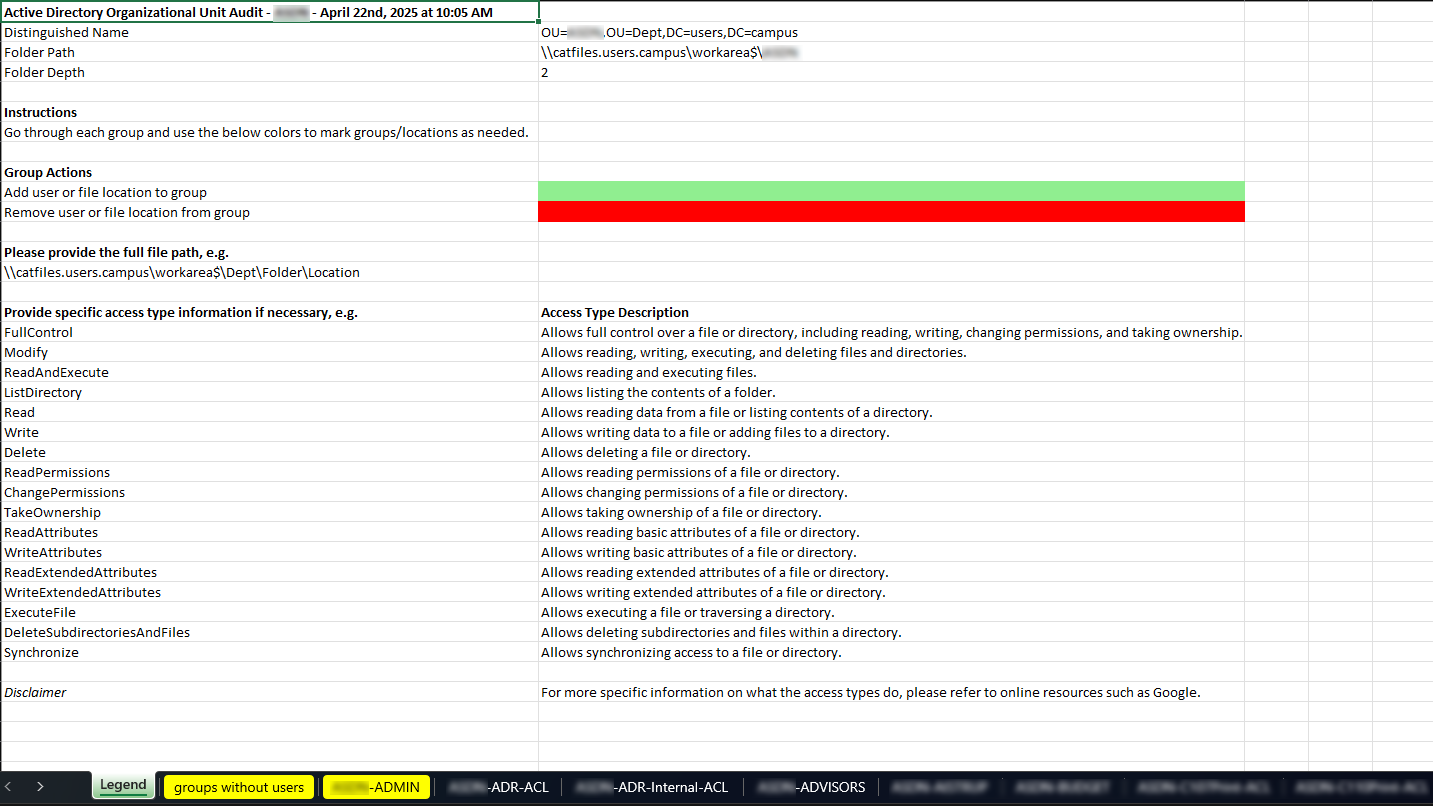 Active Directory Organizational Unit Audit - - April 22nd, 2025 at 10:05 AM
Distinguished Name OU= .OU=Dept,DC=users,DC=campus
Folder Path \\catfiles.users.campus\workarea$\
Folder Depth 2
Instructions
Go through each group and use the below colors to mark groups/locations as needed.
Group Actions
Add user or file location to group
Remove user or file location from group
Please provide the full file path, e.g.
\\catfiles.users.campus\workarea$\Dept\Folder\Location
Provide specific access type information if necessary, e.g. Access Type Description
FullControl Allows full control over a file or directory, including reading, writing, changing permissions, and taking ownership.
Modify Allows reading, writing, executing, and deleting files and directories.
ReadAndExecute Allows reading and executing files.
ListDirectory Allows listing the contents of a folder.
Read Allows reading data from a file or listing contents of a directory.
Write Allows writing data to a file or adding files to a directory.
Delete Allows deleting a file or directory.
ReadPermissions Allows reading permissions of a file or directory.
ChangePermissions Allows changing permissions of a file or directory.
TakeOwnership Allows taking ownership of a file or directory.
ReadAttributes Allows reading basic attributes of a file or directory.
WriteAttributes Allows writing basic attributes of a file or directory.
ReadExtendedAttributes Allows reading extended attributes of a file or directory.
WriteExtendedAttributes Allows writing extended attributes of a file or directory.
ExecuteFile Allows executing a file or traversing a directory.
DeleteSubdirectoriesAndFiles Allows deleting subdirectories and files within a directory.
Synchronize Allows synchronizing access to a file or directory.
Disclaimer For more specific information on what the access types do, please refer to online resources such as Google.
Legend groups without users -ADMIN -ADR-ACL -ADR-Internal-ACL -ADVISORS